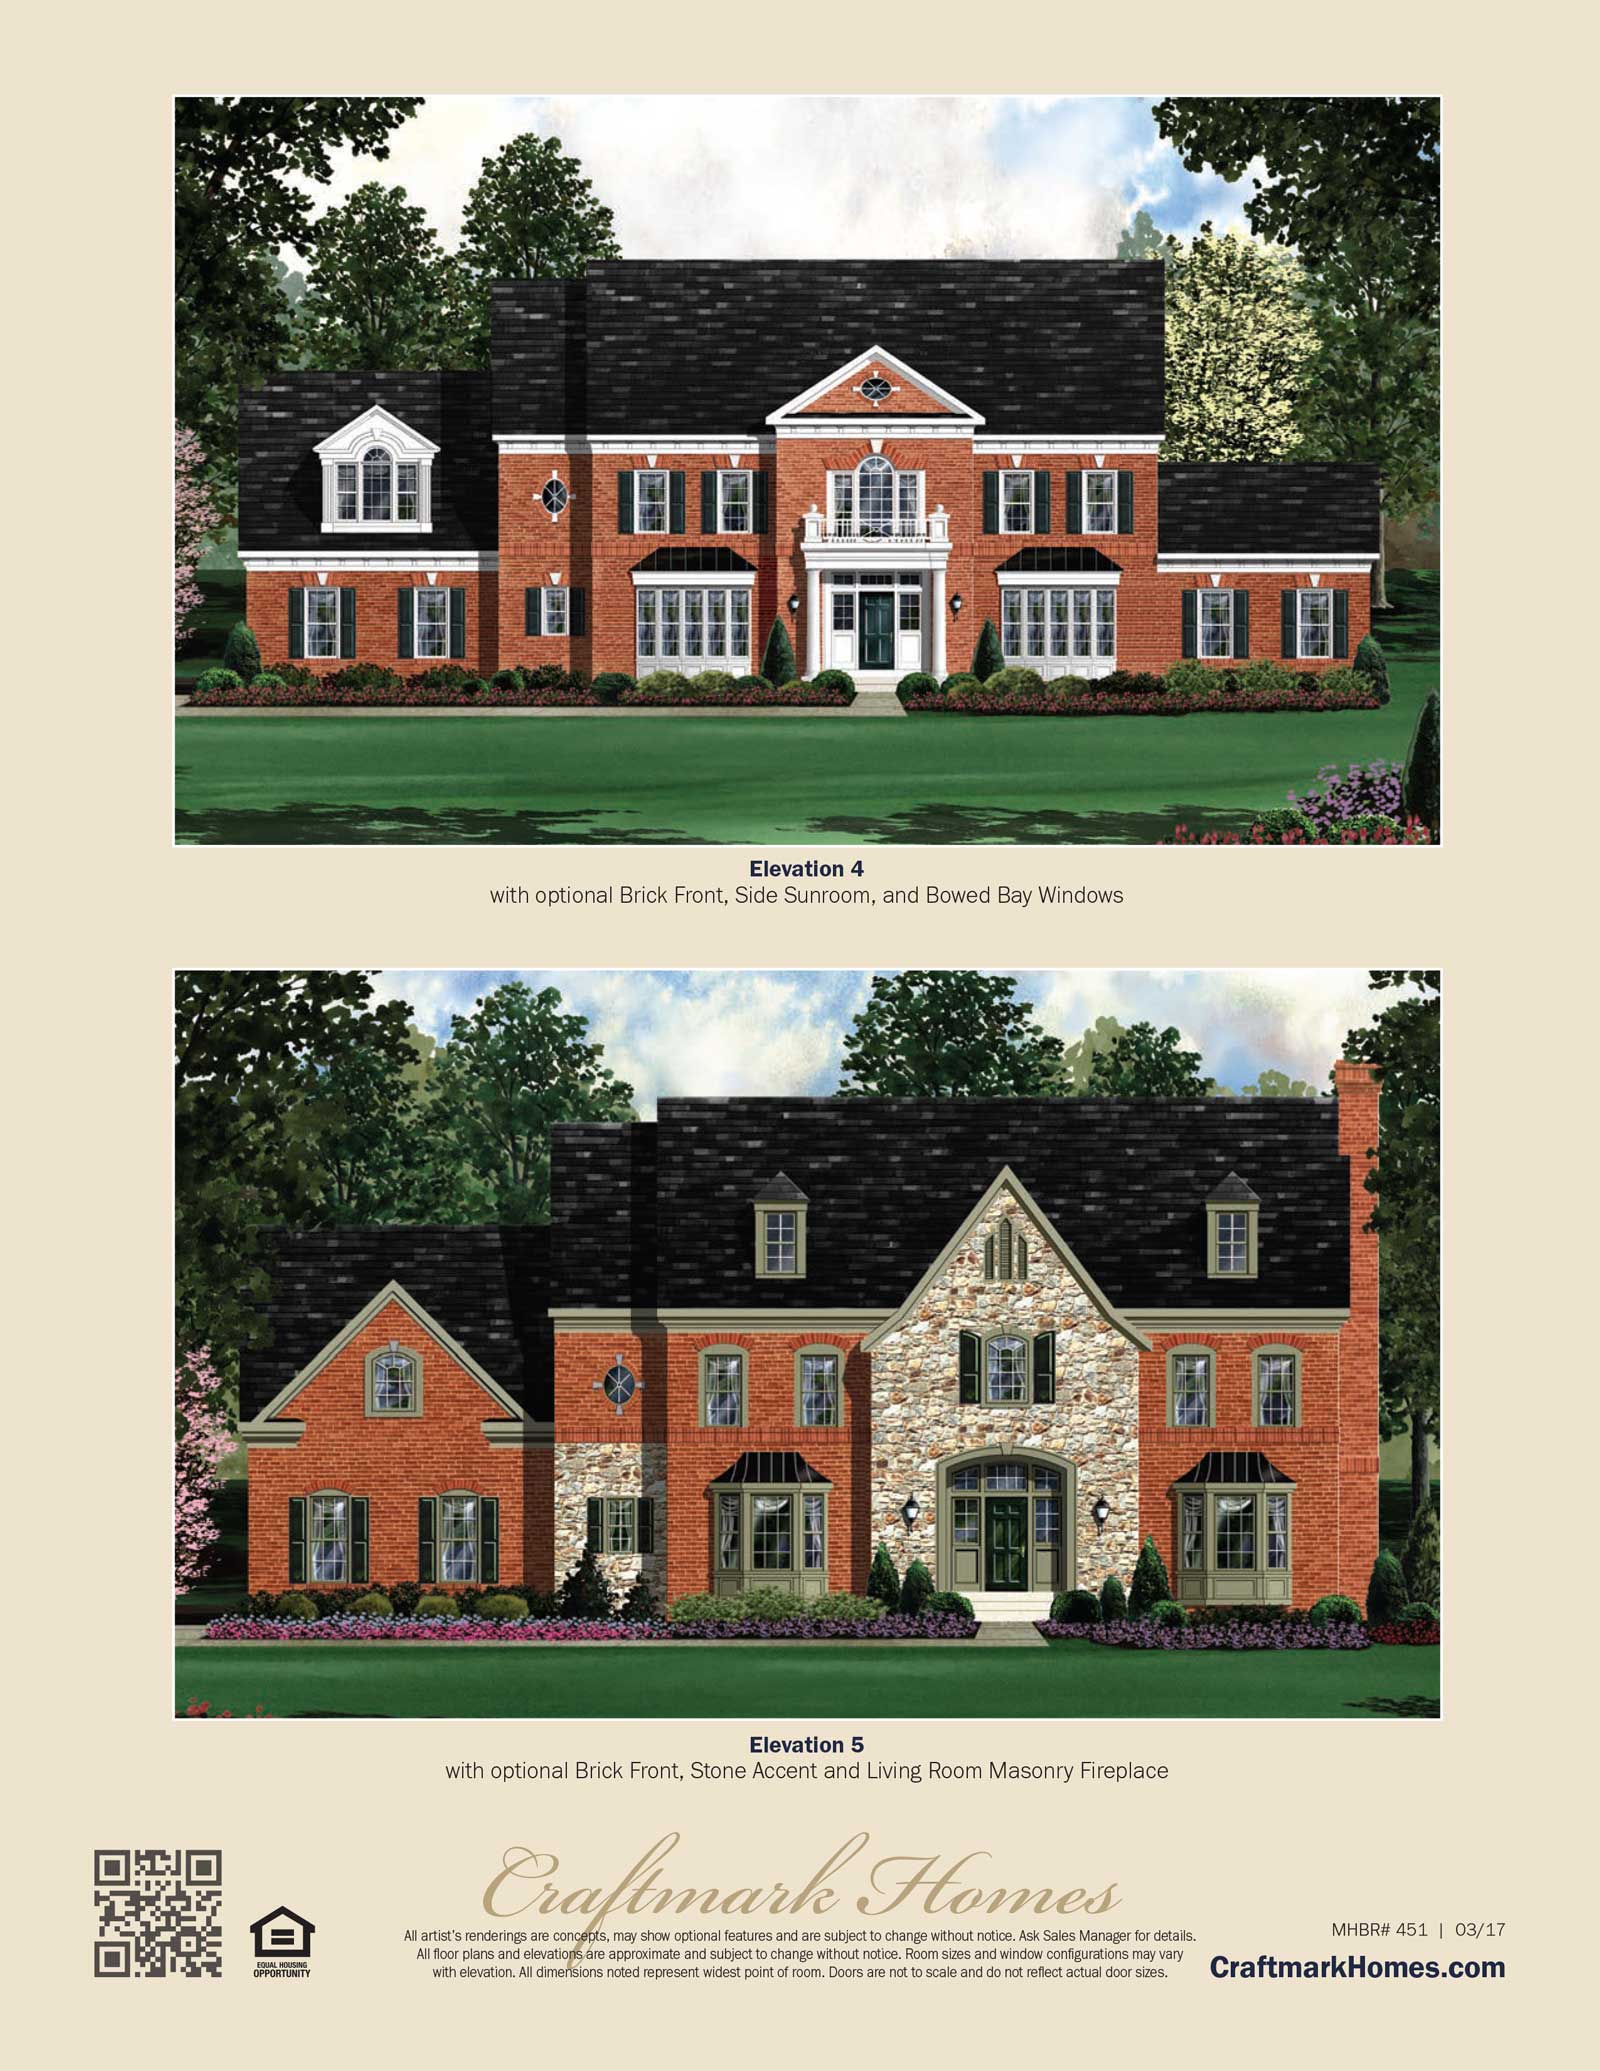 Elevation 4
with optional Brick Front, Side Sunroom, and Bowed Bay Windows
Elevation 5
with optional Brick Front, Stone Accent and Living Room Masonry Fireplace
Craftmark Homes
All artist's renderings are concepts, may show optional features and are subject to change without notice. Ask Sales Manager for details.
All floor plans and elevations are approximate and subject to change without notice. Room sizes and window configurations may vary
with elevation. All dimensions noted represent widest point of room. Doors are not to scale and do not reflect actual door sizes.
EQUAL HOUSING
OPPORTUNITY
MHBR# 451 | 03/17
CraftmarkHomes.com